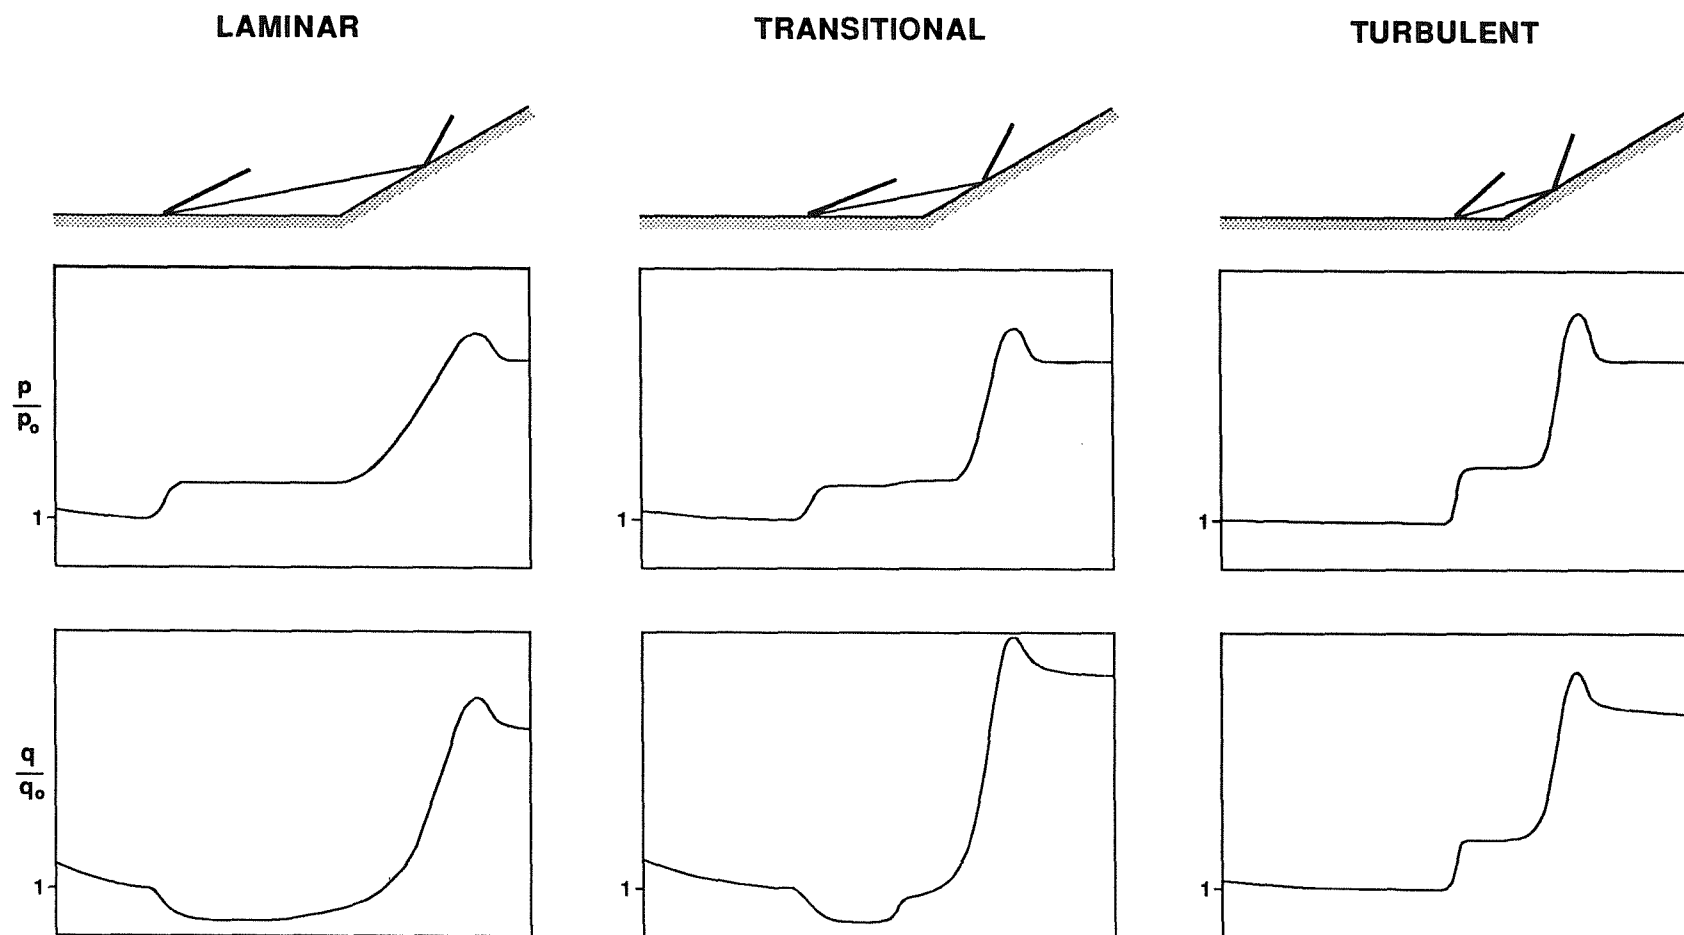 LAMINAR
TRANSITIONAL
TURBULENT
p
p₀
1
1
1
q
q₀
1
1
1